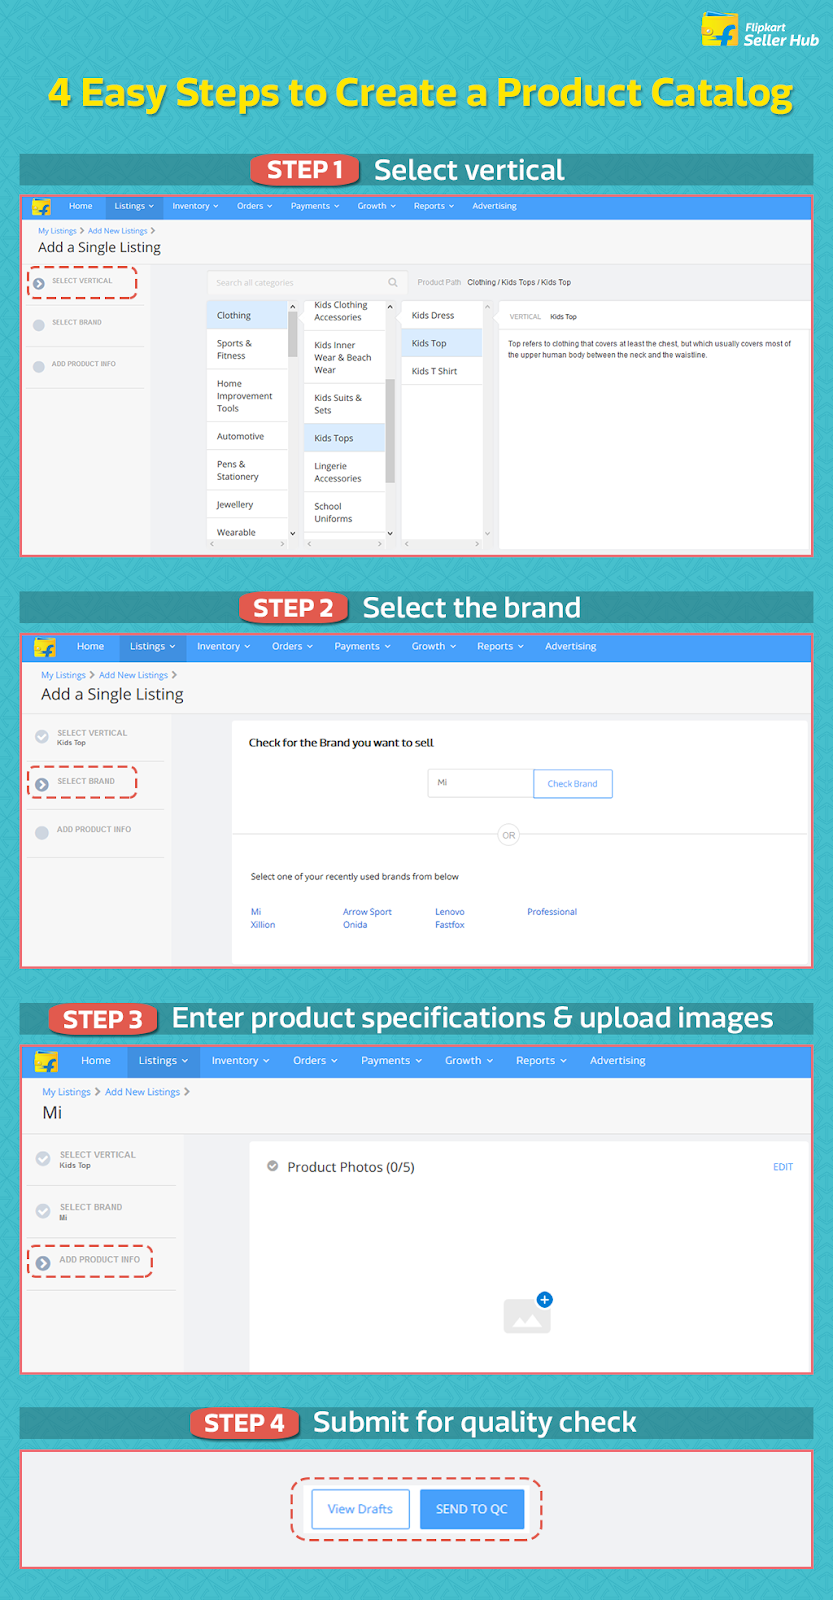 Flipkart
Seller Hub
4 Easy Steps to Create a Product Catalog
STEP 1 Select vertical
Home Listings Inventory Orders Payments Growth Reports Advertising
My Listings Add New Listings
Add a Single Listing
SELECT VERTICAL
SELECT BRAND
ADD PRODUCT INFO
Search all categories
Product Path Clothing / Kids Tops / Kids Top
Clothing
Sports &
Fitness
Home
Improvement
Tools
Automotive
Pens &
Stationery
Jewellery
Wearable
Kids Clothing
Accessories
Kids Inner
Wear & Beach
Wear
Kids Suits &
Sets
Kids Tops
Lingerie
Accessories
School
Uniforms
Kids Dress
Kids Top
Kids T Shirt
VERTICAL Kids Top
Top refers to clothing that covers at least the chest, but which usually covers most of
the upper human body between the neck and the waistline.
STEP 2 Select the brand
Home Listings Inventory Orders Payments Growth Reports Advertising
My Listings Add New Listings
Add a Single Listing
SELECT VERTICAL
Kids Top
SELECT BRAND
ADD PRODUCT INFO
Check for the Brand you want to sell
Mi Check Brand
OR
Select one of your recently used brands from below
Mi Arrow Sport Lenovo Professional
Xillion Onida Fastfox
STEP 3 Enter product specifications & upload images
Home Listings Inventory Orders Payments Growth Reports Advertising
My Listings Add New Listings
Mi
SELECT VERTICAL
Kids Top
SELECT BRAND
Mi
ADD PRODUCT INFO
Product Photos (0/5) EDIT
STEP 4 Submit for quality check
View Drafts SEND TO QC